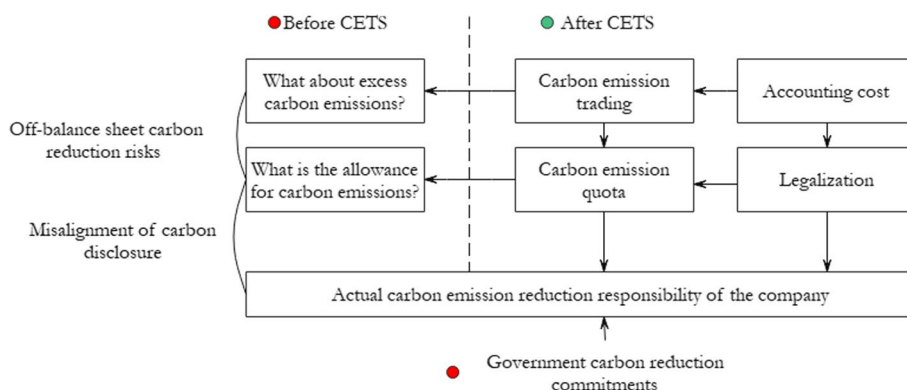 Before CETS
After CETS
What about excess
carbon emissions?
Carbon emission
trading
Accounting cost
Off-balance sheet carbon
reduction risks
What is the allowance
for carbon emissions?
Carbon emission
quota
Legalization
Misalignment of carbon
disclosure
Actual carbon emission reduction responsibility of the company
Government carbon reduction
commitments